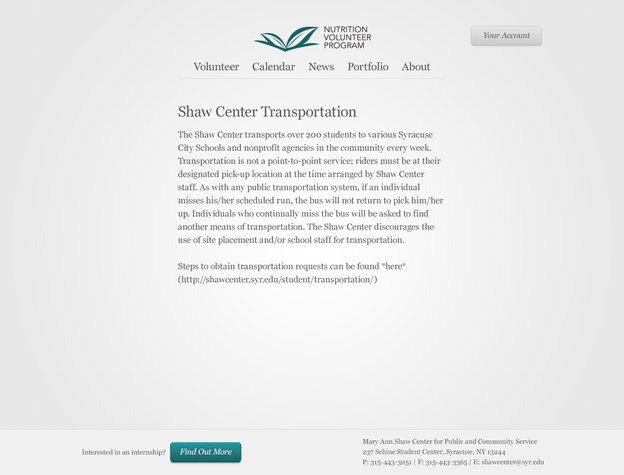 NUTRITION
VOLUNTEER
PROGRAM
Your Account
Volunteer Calendar News Portfolio About
Shaw Center Transportation
The Shaw Center transports over 200 students to various Syracuse
City Schools and nonprofit agencies in the community every week.
Transportation is not a point-to-point service; riders must be at their
designated pick-up location at the time arranged by Shaw Center
staff. As with any public transportation system, if an individual
misses his/her scheduled run, the bus will not return to pick him/her
up. Individuals who continually miss the bus will be asked to find
another means of transportation. The Shaw Center discourages the
use of site placement and/or school staff for transportation.
Steps to obtain transportation requests can be found *here*
(http://shawcenter.syr.edu/student/transportation/)
Interested in an internship? Find Out More
Mary Ann Shaw Center for Public and Community Service
237 Schine Student Center, Syracuse, NY 13244
P: 315-443-3051 | F: 315-443-3365 | E: shawcenter@syr.edu